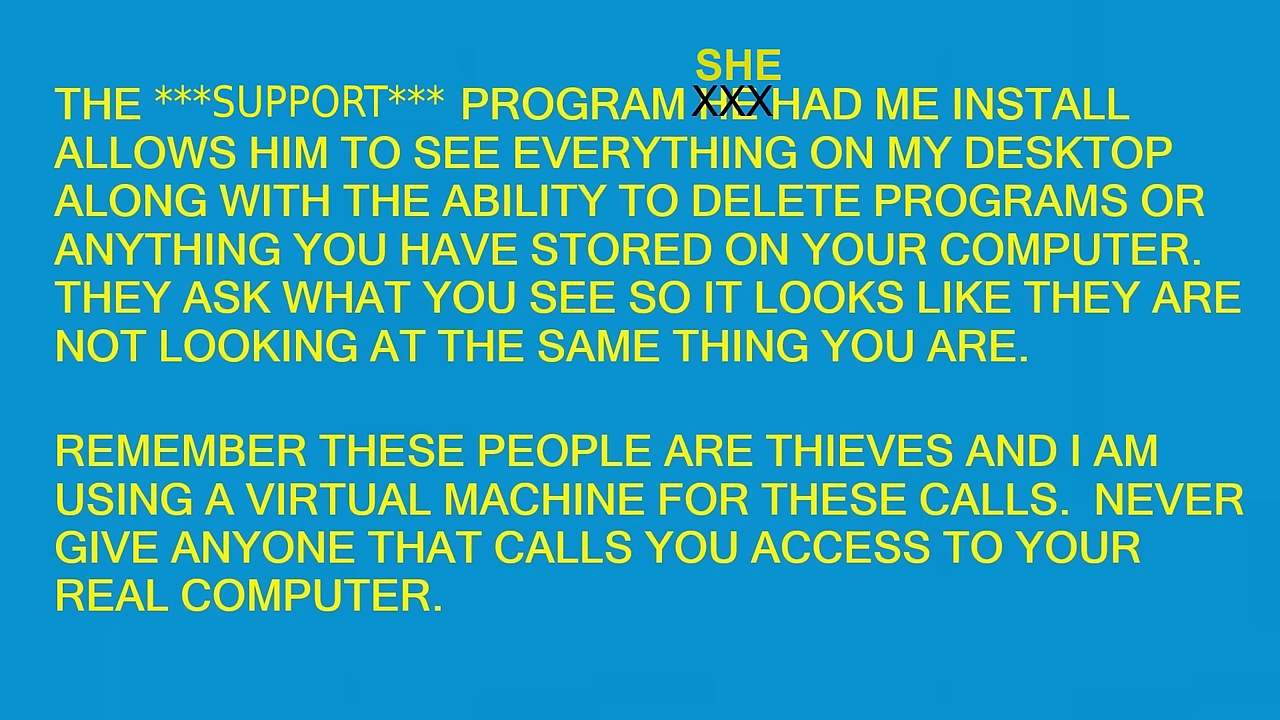 SHE
THE ***SUPPORT*** PROGRAM HE XXX HAD ME INSTALL
ALLOWS HIM TO SEE EVERYTHING ON MY DESKTOP
ALONG WITH THE ABILITY TO DELETE PROGRAMS OR
ANYTHING YOU HAVE STORED ON YOUR COMPUTER.
THEY ASK WHAT YOU SEE SO IT LOOKS LIKE THEY ARE
NOT LOOKING AT THE SAME THING YOU ARE.
REMEMBER THESE PEOPLE ARE THIEVES AND I AM
USING A VIRTUAL MACHINE FOR THESE CALLS.  NEVER
GIVE ANYONE THAT CALLS YOU ACCESS TO YOUR
REAL COMPUTER.